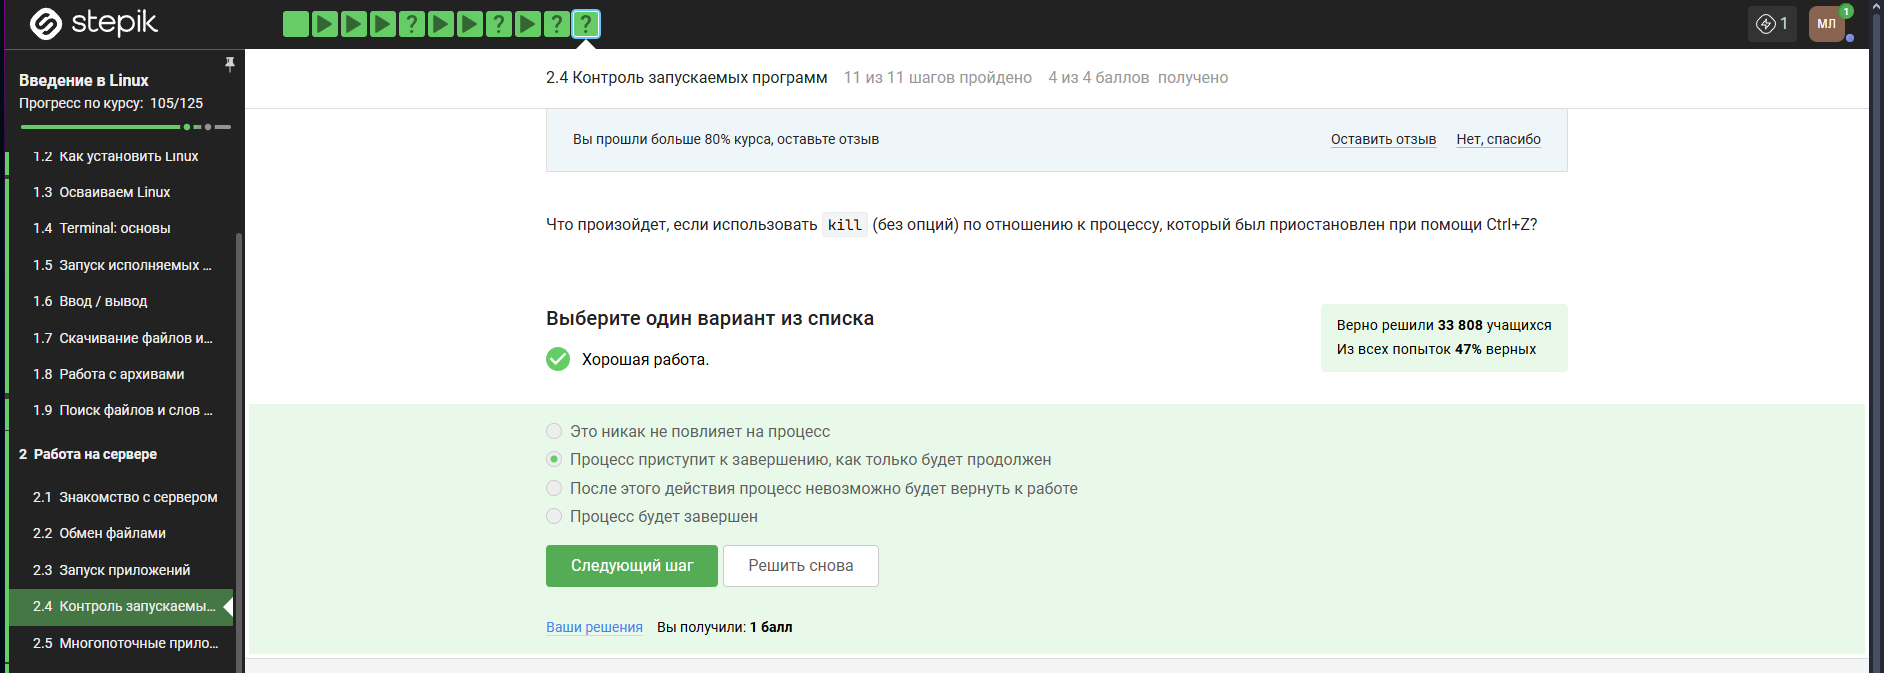 stepik
? ? ? ?
1
МЛ
1
Введение в Linux
Прогресс по курсу: 105/125
1.2 Как установить Linux
1.3 Осваиваем Linux
1.4 Terminal: основы
1.5 Запуск исполняемых ...
1.6 Ввод / вывод
1.7 Скачивание файлов и...
1.8 Работа с архивами
1.9 Поиск файлов и слов ...
2 Работа на сервере
2.1 Знакомство с сервером
2.2 Обмен файлами
2.3 Запуск приложений
2.4 Контроль запускаемы...
2.5 Многопоточные прило...
2.4 Контроль запускаемых программ 11 из 11 шагов пройдено 4 из 4 баллов получено
Вы прошли больше 80% курса, оставьте отзыв Оставить отзыв Нет, спасибо
Что произойдет, если использовать kill (без опций) по отношению к процессу, который был приостановлен при помощи Ctrl+Z?
Выберите один вариант из списка
Хорошая работа.
Верно решили 33 808 учащихся
Из всех попыток 47% верных
Это никак не повлияет на процесс
Процесс приступит к завершению, как только будет продолжен
После этого действия процесс невозможно будет вернуть к работе
Процесс будет завершен
Следующий шаг Решить снова
Ваши решения Вы получили: 1 балл